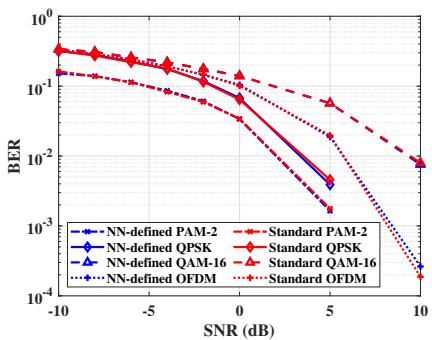 10^0
10^-1
10^-2
10^-3
10^-4
BER
NN-defined PAM-2
NN-defined QPSK
NN-defined QAM-16
NN-defined OFDM
Standard PAM-2
Standard QPSK
Standard QAM-16
Standard OFDM
-10 -5 0 5 10
SNR (dB)